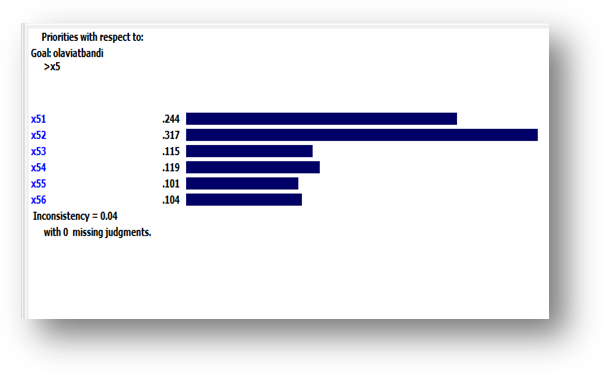 Priorities with respect to:
Goal: olaviatbandi
>x5
x51 .244
x52 .317
x53 .115
x54 .119
x55 .101
x56 .104
Inconsistency = 0.04
with 0 missing judgments.